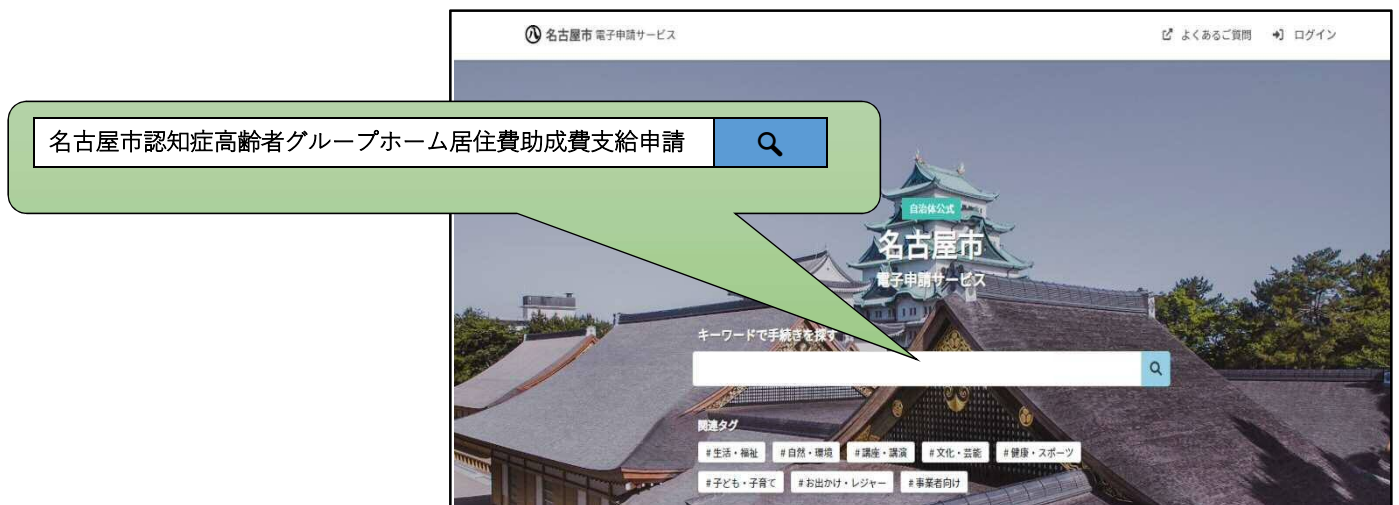 名古屋市 電子申請サービス
よくあるご質問 ログイン
名古屋市認知症高齢者グループホーム居住費助成費支給申請
自治体公式
名古屋市
電子申請サービス
キーワードで手続きを探す
関連タグ
#生活・福祉 #自然・環境 #講座・講演 #文化・芸能 #健康・スポーツ
#子ども・子育て #お出かけ・レジャー #事業者向け